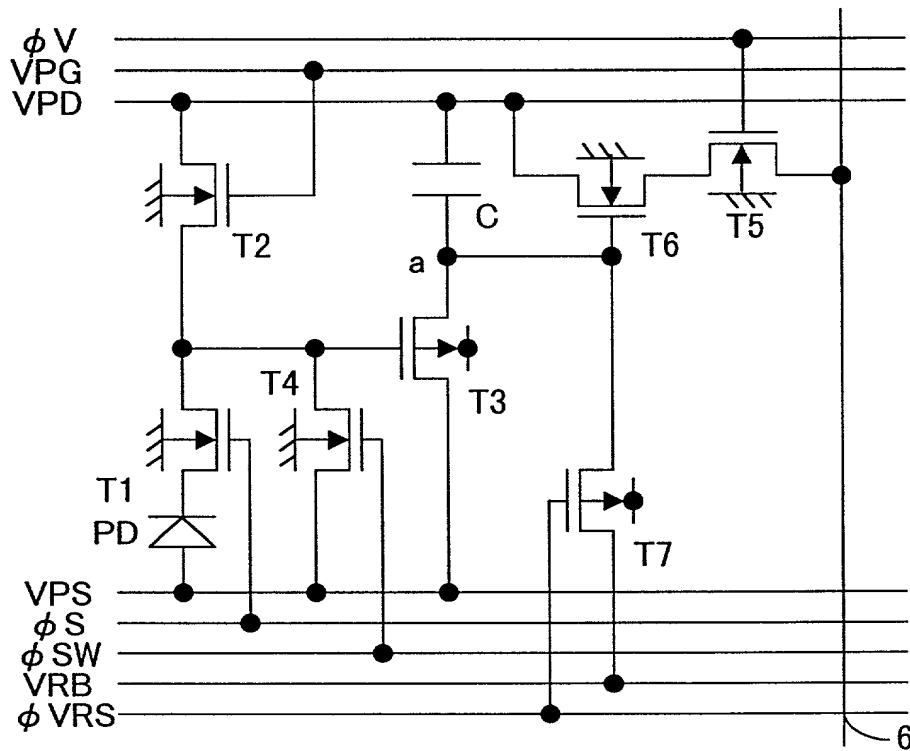 φV
VPG
VPD
T5
T6
C
T2
a
T4
T3
T1
PD
T7
VPS
φS
φSW
VRB
φVRS
6